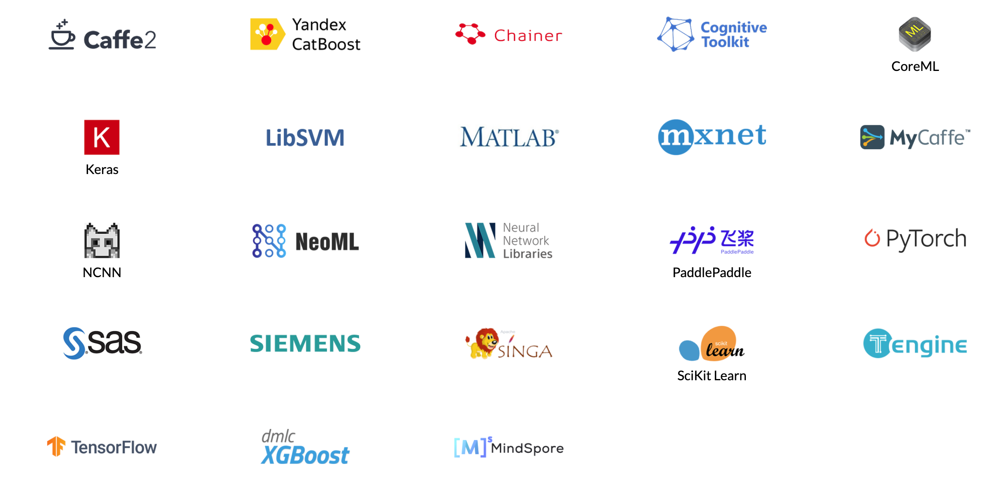 Caffe2
Yandex
CatBoost
Chainer
Cognitive
Toolkit
ML
CoreML
K
Keras
LibSVM
MATLAB®
mxnet
MyCaffe™
NCNN
NeoML
Neural
Network
Libraries
飞桨
PaddlePaddle
PaddlePaddle
PyTorch
sas
SIEMENS
Apache
SINGA
scikit
learn
SciKit Learn
Tengine
TensorFlow
dmlc
XGBoost
[M]s MindSpore